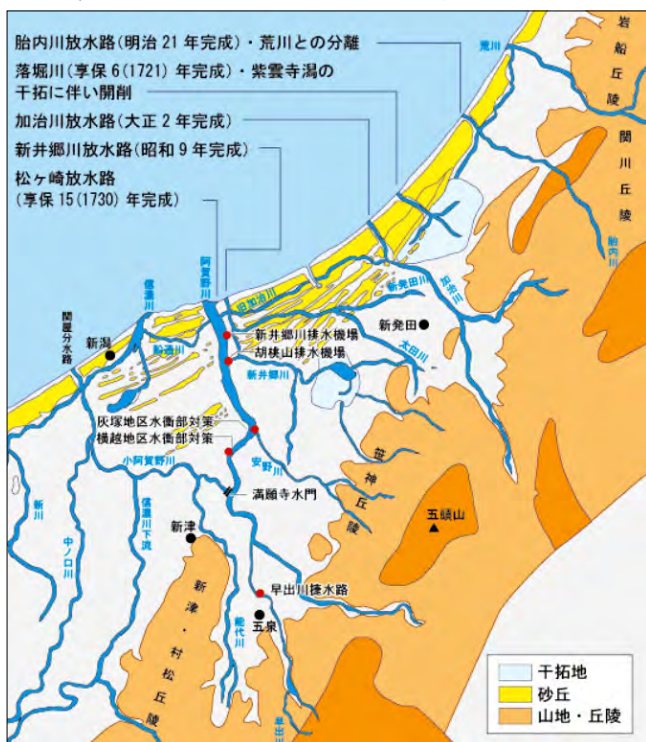 胎内川放水路(明治21年完成)・荒川との分離
落堀川(享保6(1721)年完成)・紫雲寺潟の
干拓に伴い開削
加治川放水路(大正2年完成)
新井郷川放水路(昭和9年完成)
松ヶ崎放水路
(享保15(1730)年完成)
荒川
岩船丘陵
関川丘陵
胎内川
加治川
阿賀野川
信濃川
旧加治川
新発田川
関屋分水路
新潟
新井郷川排水機場
新発田
太田川
胡桃山排水機場
新井郷川
灰塚地区水衝部対策
横越地区水衝部対策
小阿賀野川
安野川
笹神丘陵
満願寺水門
五頭山
新川
中ノ口川
信濃川下流
新津
早出川捷水路
五泉
能代川
新津・村松丘陵
干拓地
砂丘
山地・丘陵